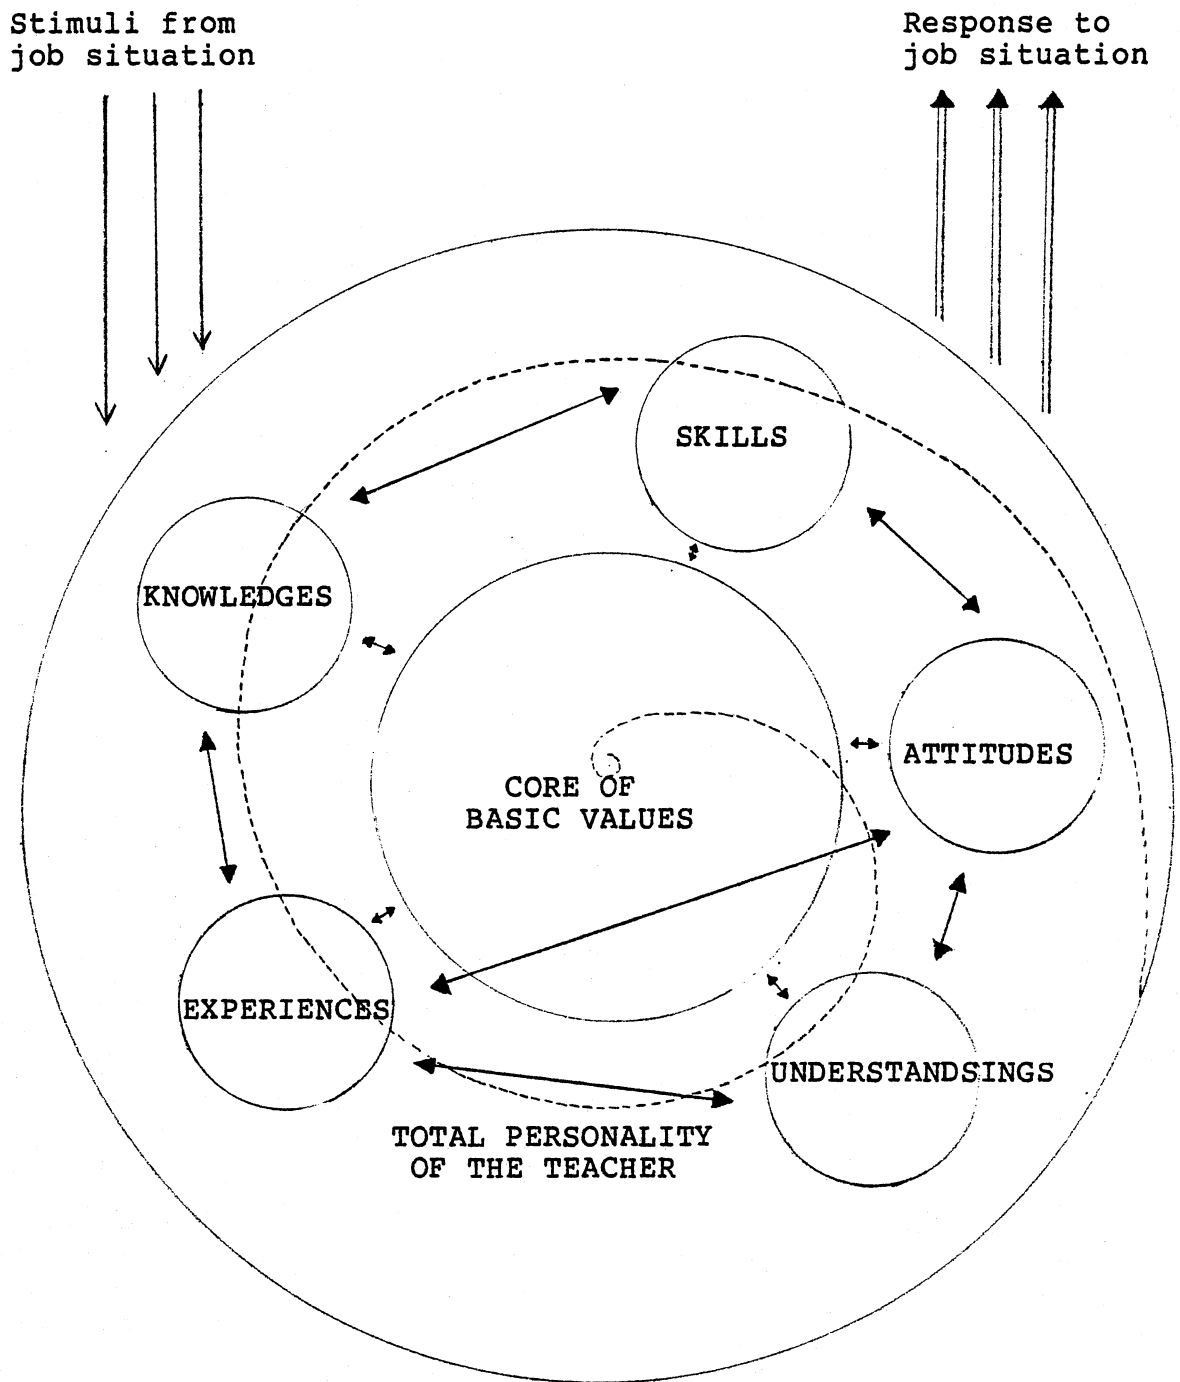 Stimuli from
job situation
Response to
job situation
SKILLS
KNOWLEDGES
ATTITUDES
CORE OF
BASIC VALUES
EXPERIENCES
UNDERSTANDSINGS
TOTAL PERSONALITY
OF THE TEACHER